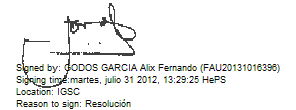 Signed by: GODOS GARCIA Alix Fernando (FAU20131016396)
Signing time:martes, julio 31 2012, 13:29:25 HePS
Location: IGSC
Reason to sign: Resolución